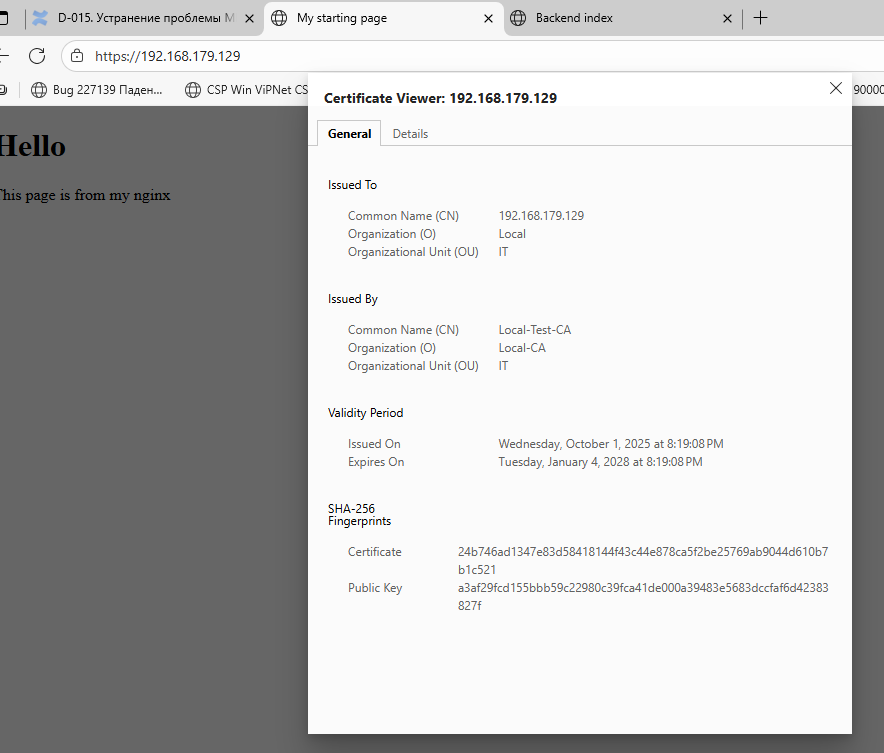 D-015. Устранение проблемы M
My starting page
Backend index
https://192.168.179.129
Bug 227139 Паден...
CSP Win ViPNet CS
90000
Certificate Viewer: 192.168.179.129
General
Details
Hello
This page is from my nginx
Issued To
Common Name (CN) 192.168.179.129
Organization (O) Local
Organizational Unit (OU) IT
Issued By
Common Name (CN) Local-Test-CA
Organization (O) Local-CA
Organizational Unit (OU) IT
Validity Period
Issued On Wednesday, October 1, 2025 at 8:19:08 PM
Expires On Tuesday, January 4, 2028 at 8:19:08 PM
SHA-256
Fingerprints
Certificate 24b746ad1347e83d58418144f43c44e878ca5f2be25769ab9044d610b7
b1c521
Public Key a3af29fcd155bbb59c22980c39fca41de000a39483e5683dccfaf6d42383
827f